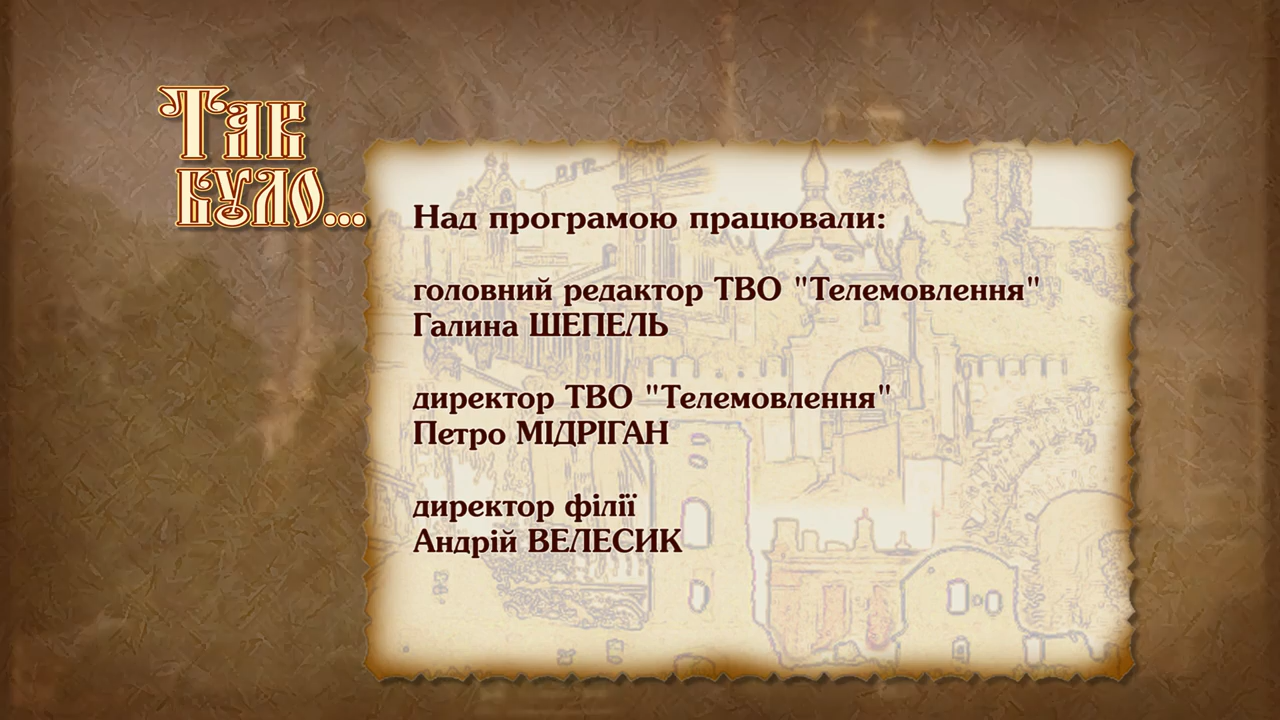 Так
було...
Над програмою працювали:
головний редактор ТВО "Телемовлення"
Галина ШЕПЕЛЬ
директор ТВО "Телемовлення"
Петро МІДРІГАН
директор філії
Андрій ВЕЛЕСИК